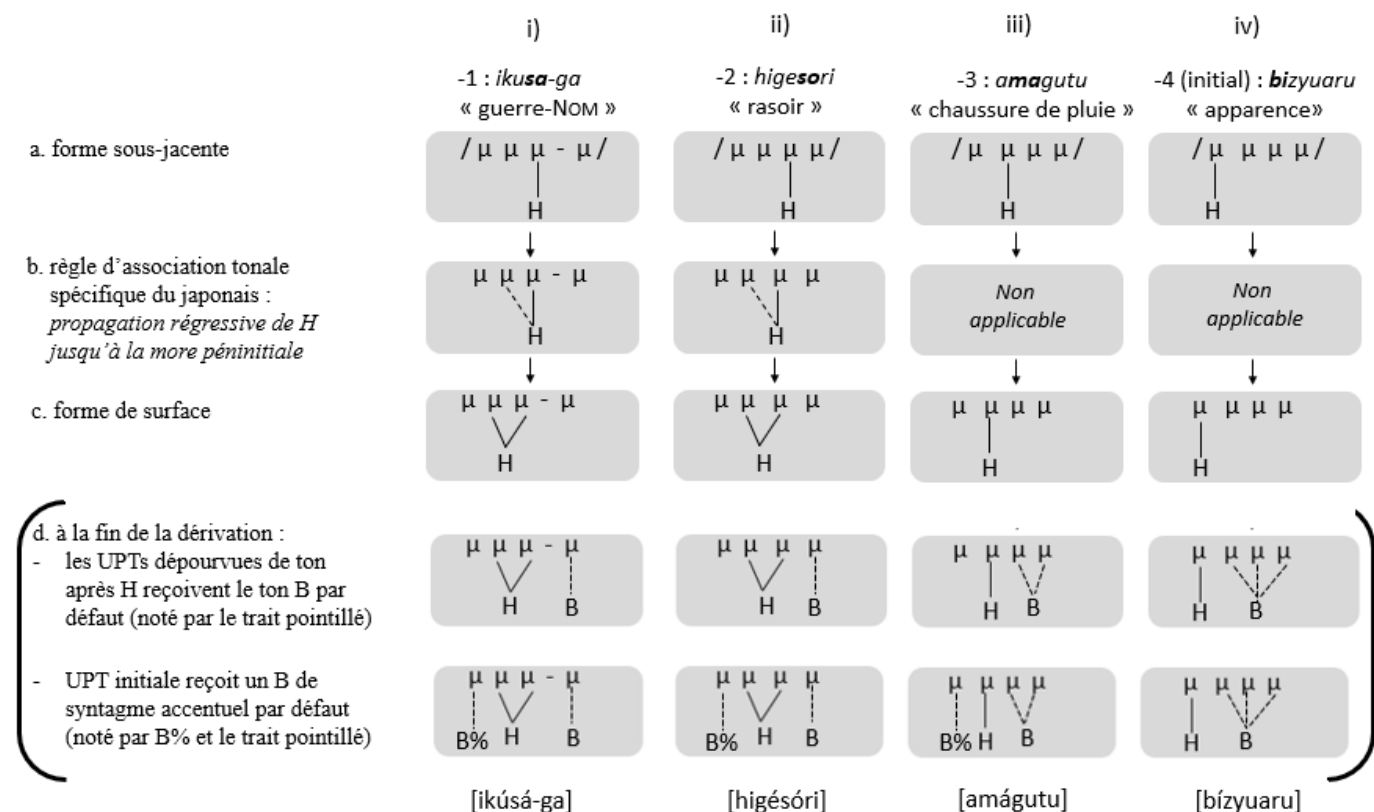 i) ii) iii) iv)
-1 : ikusa-ga -2 : higesori -3 : amagutu -4 (initial) : bizyuaru
« guerre-NOM » « rasoir » « chaussure de pluie » « apparence»
a. forme sous-jacente
/ µ µ µ - µ / / µ µ µ µ / / µ µ µ µ / / µ µ µ µ /
H H H H
b. règle d’association tonale
spécifique du japonais :
propagation régressive de H
jusqu’à la more péninitiale
µ µ µ - µ µ µ µ µ
H H
Non
applicable
Non
applicable
c. forme de surface
µ µ µ - µ µ µ µ µ µ µ µ µ µ µ µ µ
H H H H
d. à la fin de la dérivation :
- les UPTs dépourvues de ton
après H reçoivent le ton B par
défaut (noté par le trait pointillé)
µ µ µ - µ µ µ µ µ µ µ µ µ µ µ µ µ
H B H B H B H B
- UPT initiale reçoit un B de
syntagme accentuel par défaut
(noté par B% et le trait pointillé)
µ µ µ - µ µ µ µ µ µ µ µ µ µ µ µ µ
B% H B B% H B B% H B H B
[ikúsá-ga] [higésóri] [amágutu] [bízyuaru]